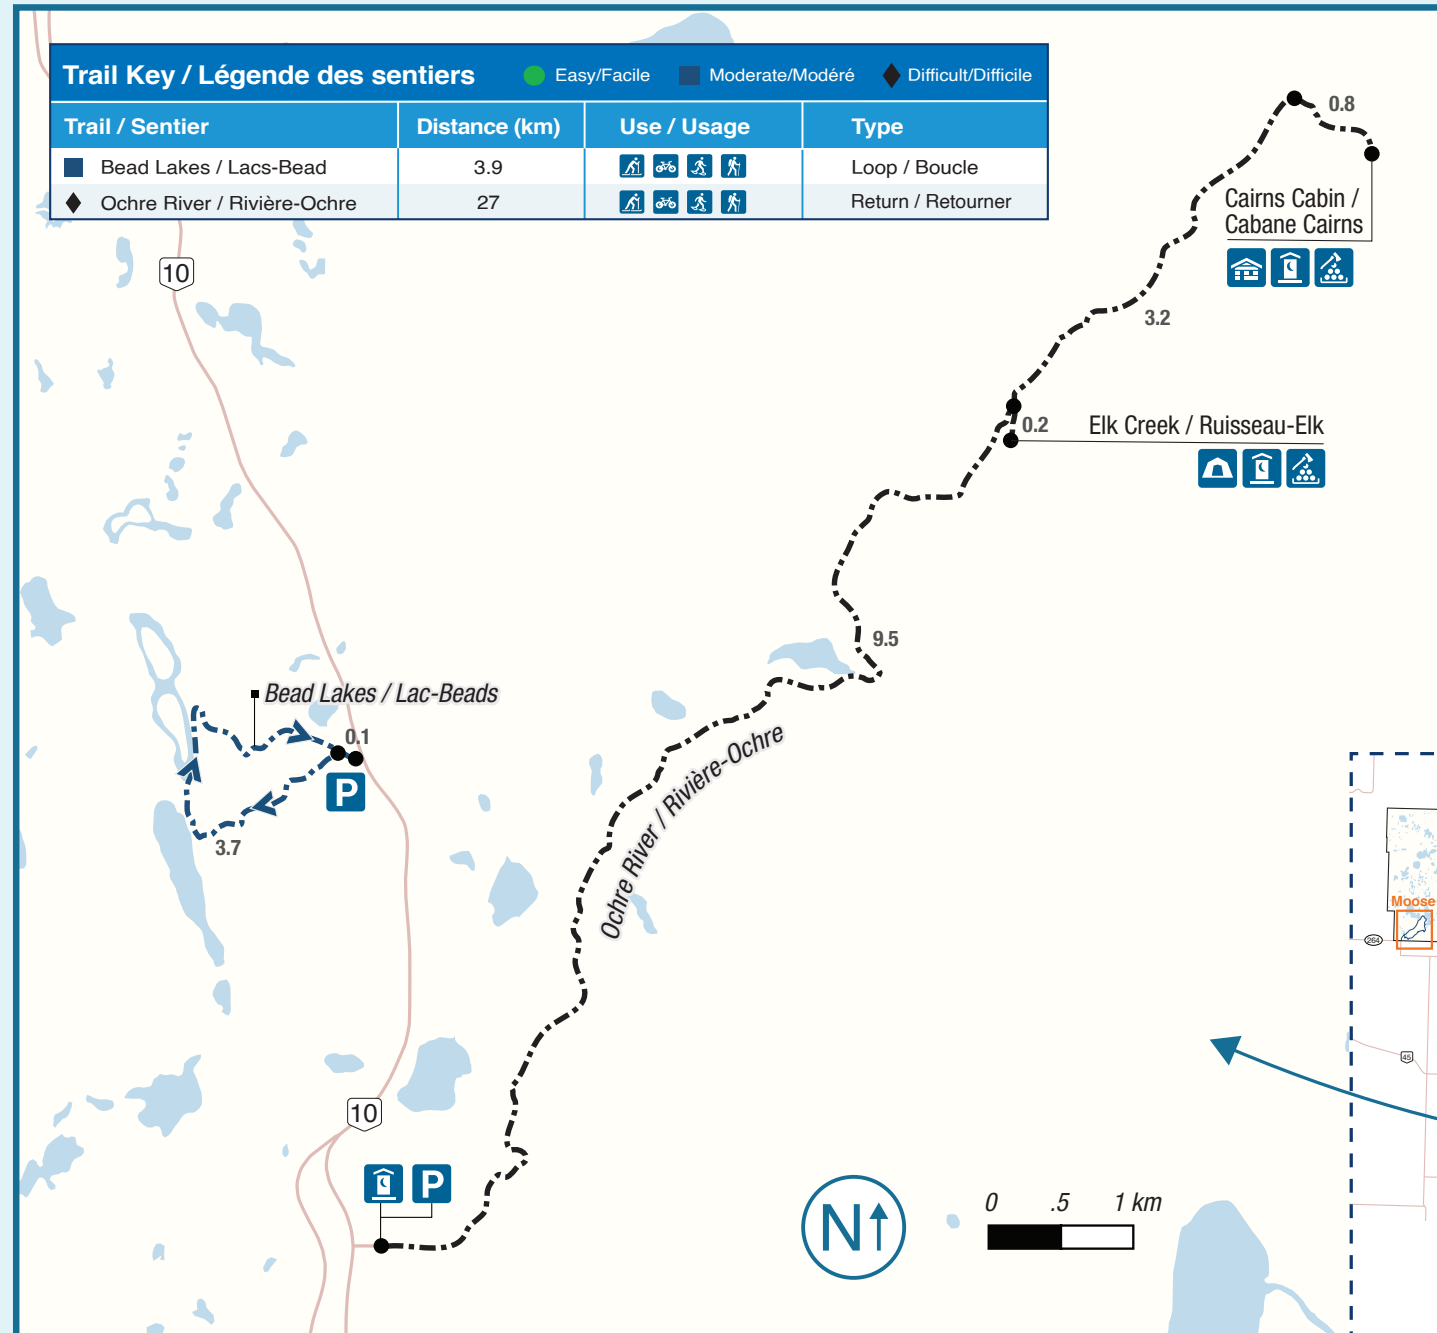 Trail Key / Légende des sentiers Easy/Facile Moderate/Modéré Difficult/Difficile
Trail / Sentier Distance (km) Use / Usage Type
Bead Lakes / Lacs-Bead 3.9 Loop / Boucle
Ochre River / Rivière-Ochre 27 Return / Retourner
0.8
Cairns Cabin /
Cabane Cairns
10
3.2
0.2
Elk Creek / Ruisseau-Elk
9.5
Bead Lakes / Lac-Beads
0.1
P
3.7
Ochre River / Rivière-Ochre
Moose
264
45
10
P
N
0 .5 1 km